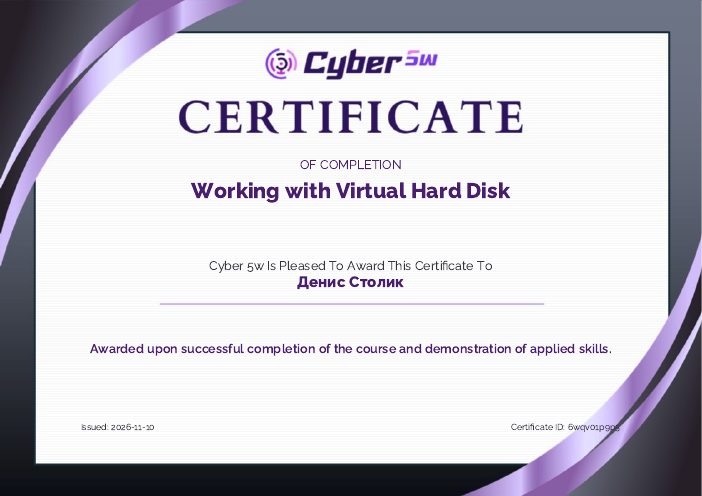 Cyber 5w
CERTIFICATE
OF COMPLETION
Working with Virtual Hard Disk
Cyber 5w Is Pleased To Award This Certificate To
Денис Столик
Awarded upon successful completion of the course and demonstration of applied skills.
Issued: 2026-11-10
Certificate ID: